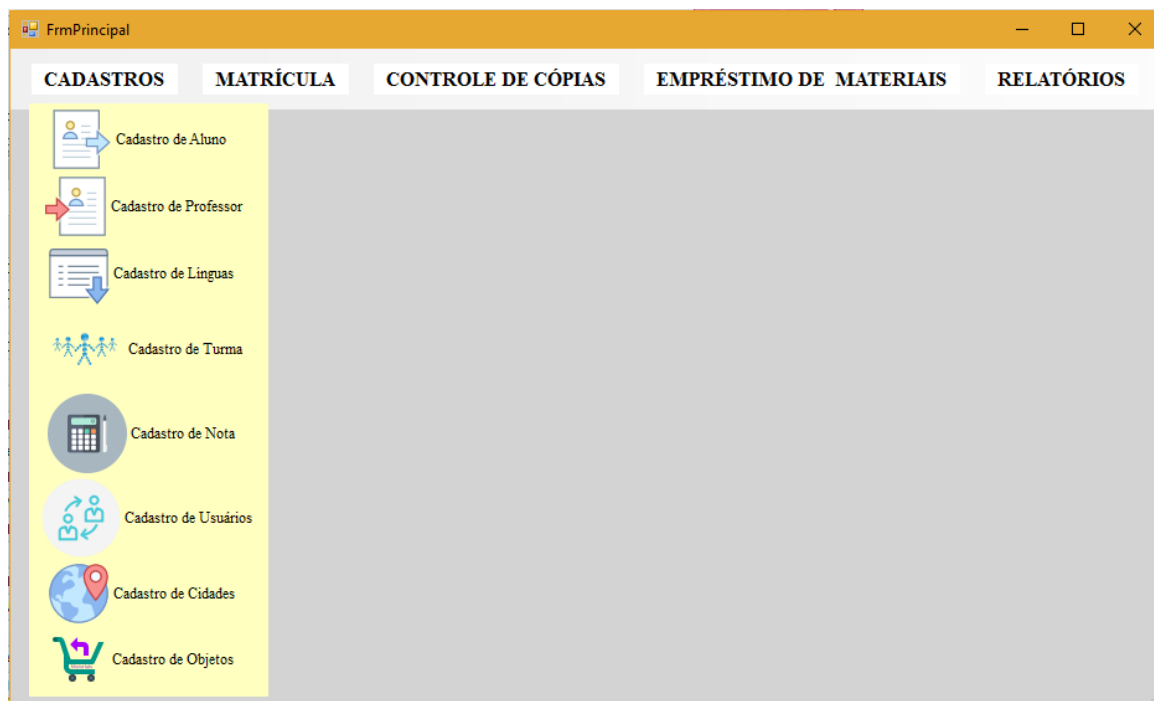 FrmPrincipal
CADASTROS MATRÍCULA CONTROLE DE CÓPIAS EMPRÉSTIMO DE MATERIAIS RELATÓRIOS
Cadastro de Aluno
Cadastro de Professor
Cadastro de Linguas
Cadastro de Turma
Cadastro de Nota
Cadastro de Usuários
Cadastro de Cidades
Cadastro de Objetos